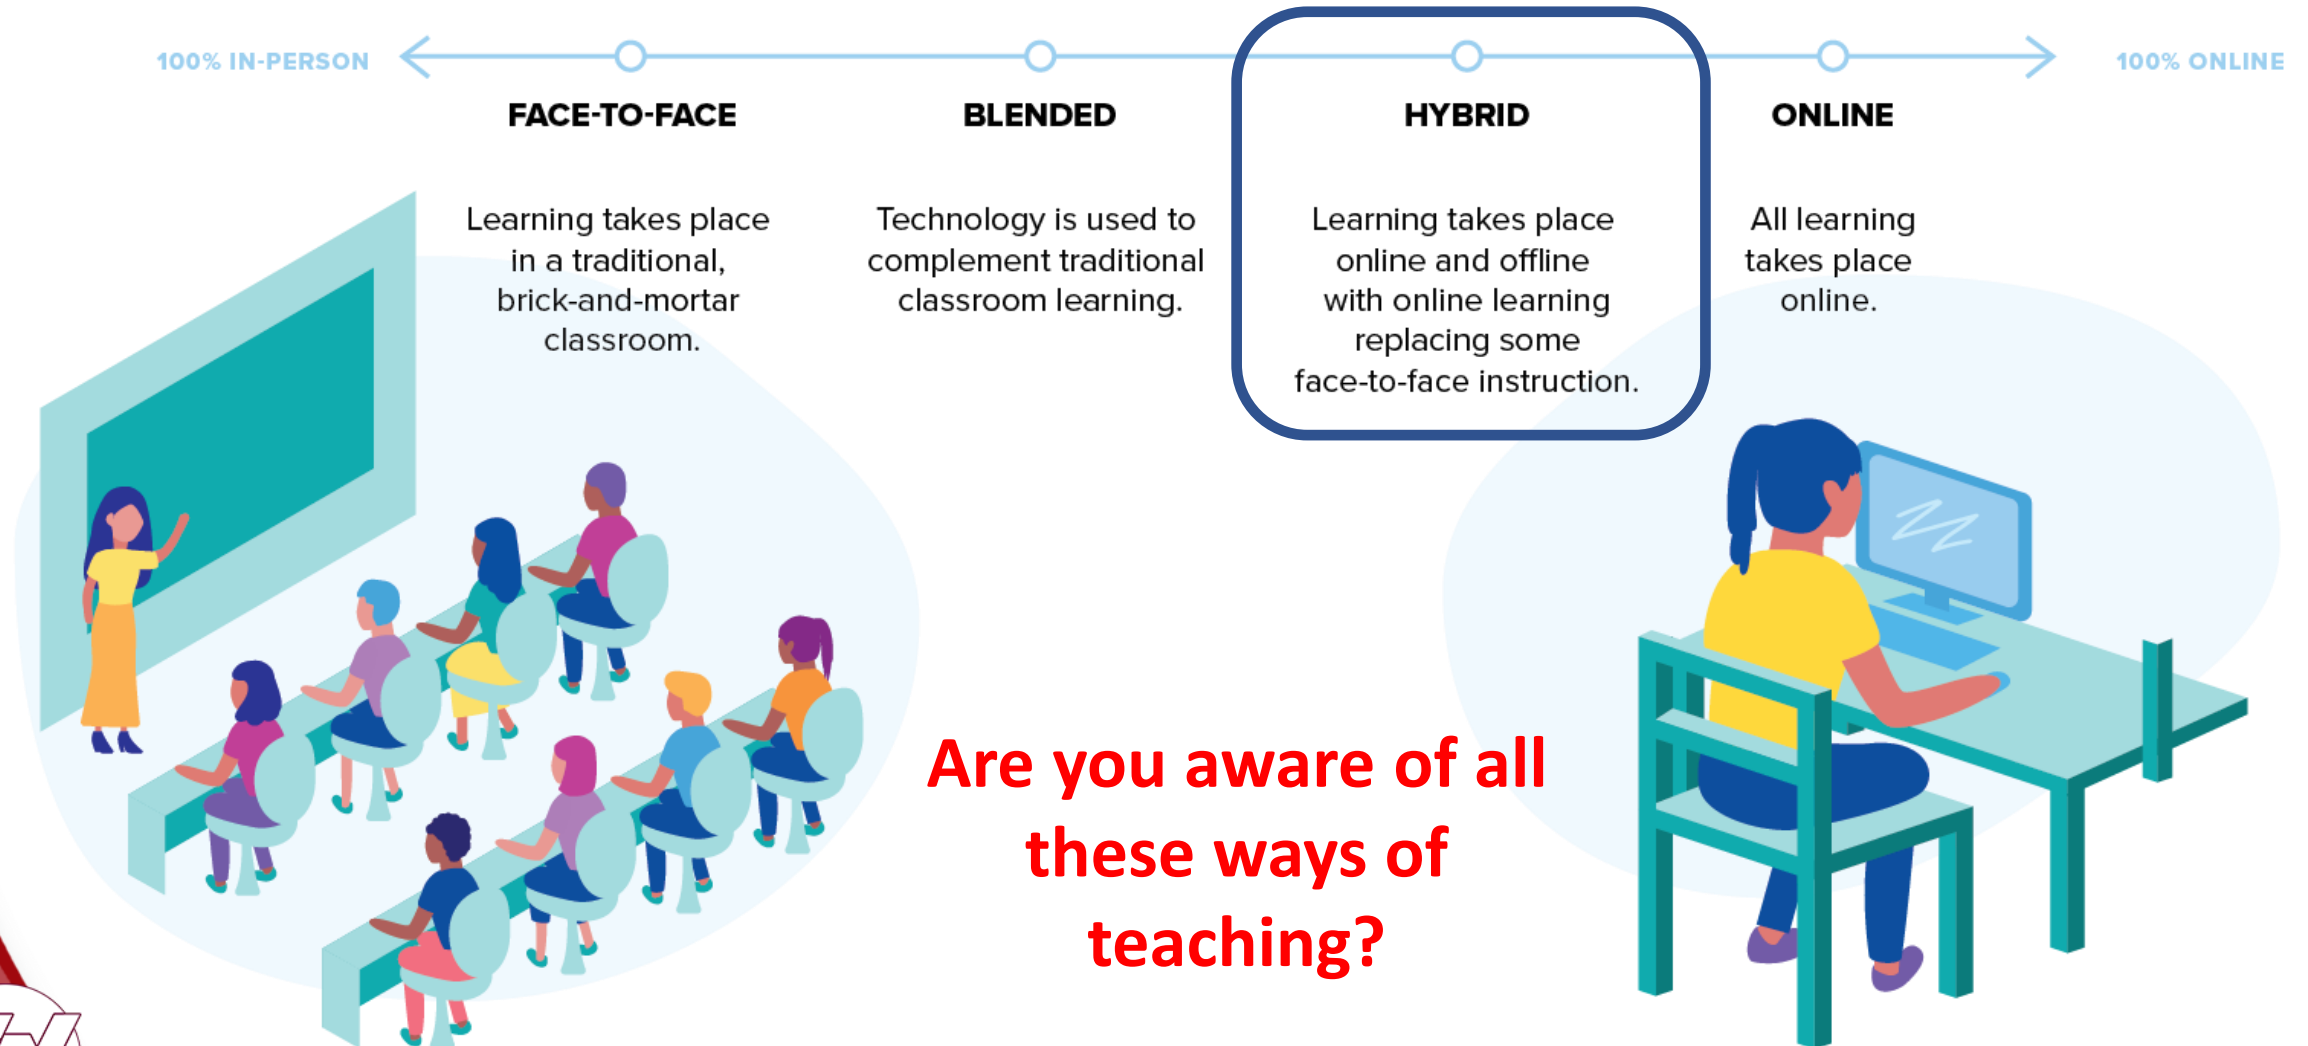 100% IN-PERSON
100% ONLINE
FACE-TO-FACE
Learning takes place
in a traditional,
brick-and-mortar
classroom.
BLENDED
Technology is used to
complement traditional
classroom learning.
HYBRID
Learning takes place
online and offline
with online learning
replacing some
face-to-face instruction.
ONLINE
All learning
takes place
online.
Are you aware of all
these ways of
teaching?